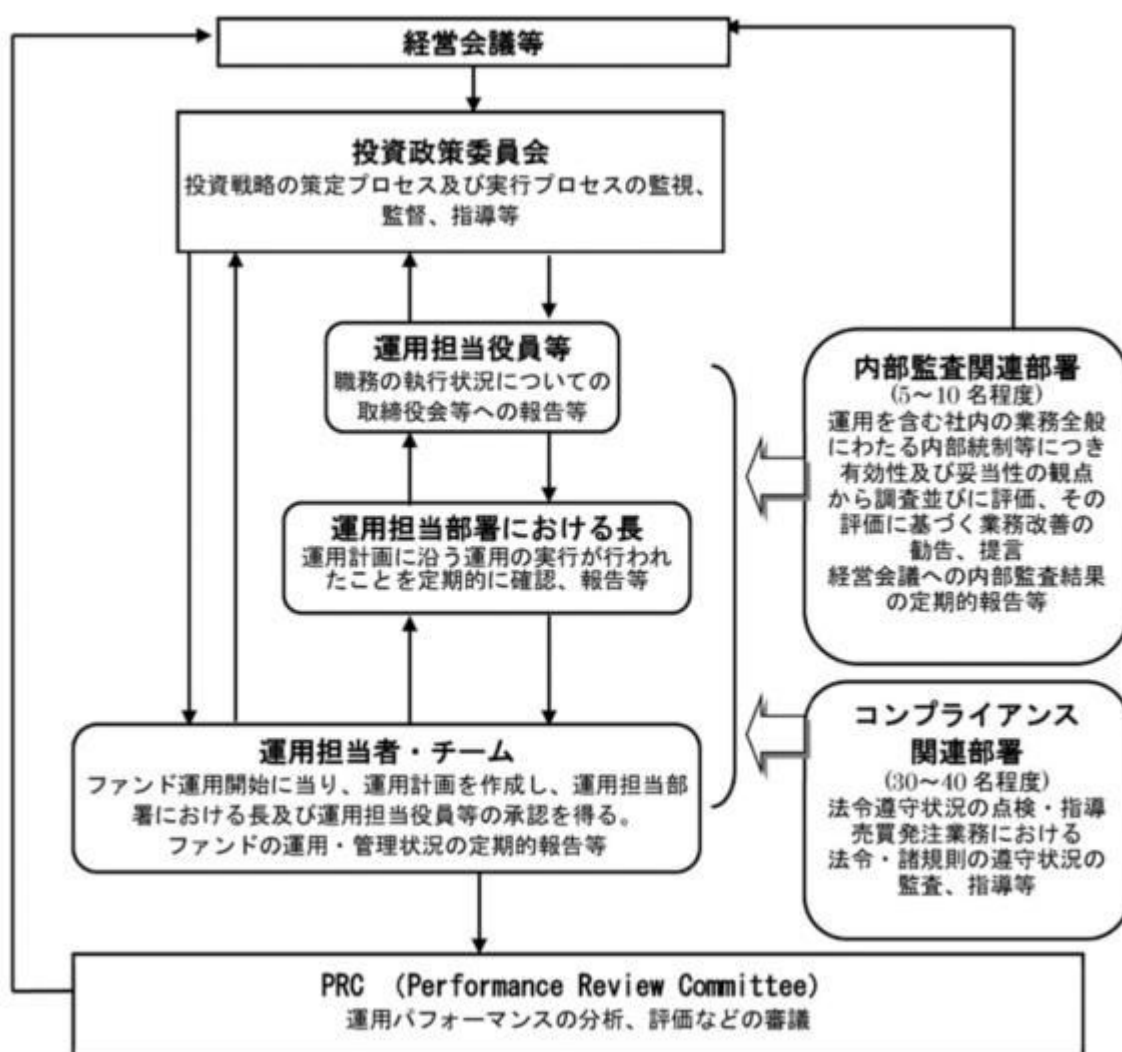 経営会議等
投資政策委員会
投資戦略の策定プロセス及び実行プロセスの監視、
監督、指導等
運用担当役員等
職務の執行状況についての
取締役会等への報告等
運用担当部署における長
運用計画に沿う運用の実行が行われ
たことを定期的に確認、報告等
運用担当者・チーム
ファンド運用開始に当り、運用計画を作成し、運用担当部
署における長及び運用担当役員等の承認を得る。
ファンドの運用・管理状況の定期的報告等
内部監査関連部署
(5～10 名程度)
運用を含む社内の業務全般
にわたる内部統制等につき
有効性及び妥当性の観点
から調査並びに評価、その
評価に基づく業務改善の
勧告、提言
経営会議への内部監査結果
の定期的報告等
コンプライアンス
関連部署
(30～40 名程度)
法令遵守状況の点検・指導
売買発注業務における
法令・諸規則の遵守状況の
監査、指導等
PRC （Performance Review Committee）
運用パフォーマンスの分析、評価などの審議